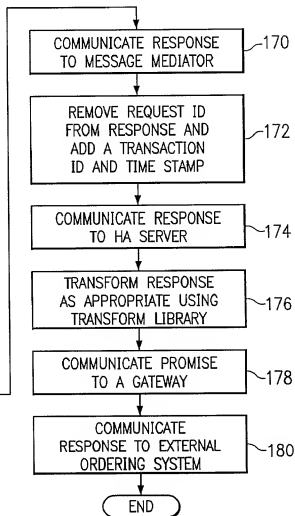 COMMUNICATE RESPONSE
TO MESSAGE MEDIATOR
170
REMOVE REQUEST ID
FROM RESPONSE AND
ADD A TRANSACTION
ID AND TIME STAMP
172
COMMUNICATE RESPONSE
TO HA SERVER
174
TRANSFORM RESPONSE
AS APPROPRIATE USING
TRANSFORM LIBRARY
176
COMMUNICATE PROMISE
TO A GATEWAY
178
COMMUNICATE
RESPONSE TO EXTERNAL
ORDERING SYSTEM
180
END